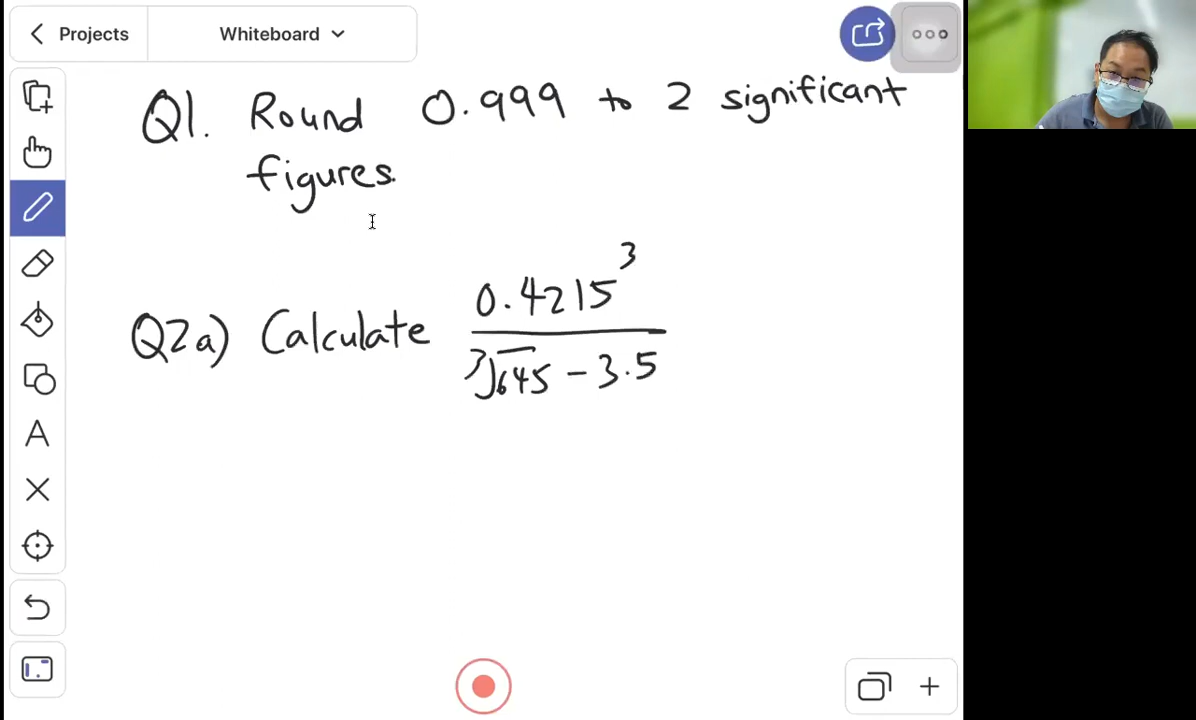 Projects
Whiteboard
Q1. Round 0.999 to 2 significant
figures.
Q2a) Calculate 0.4215³ / ∛645 - 3.5
A